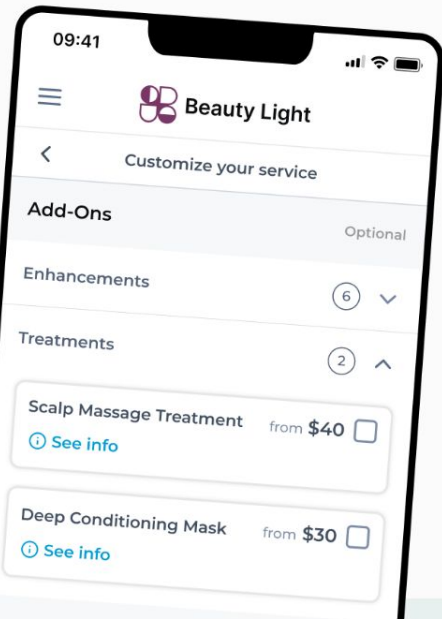 09:41
Beauty Light
Customize your service
Add-Ons
Optional
Enhancements
6
Treatments
2
Scalp Massage Treatment from $40
See info
Deep Conditioning Mask from $30
See info